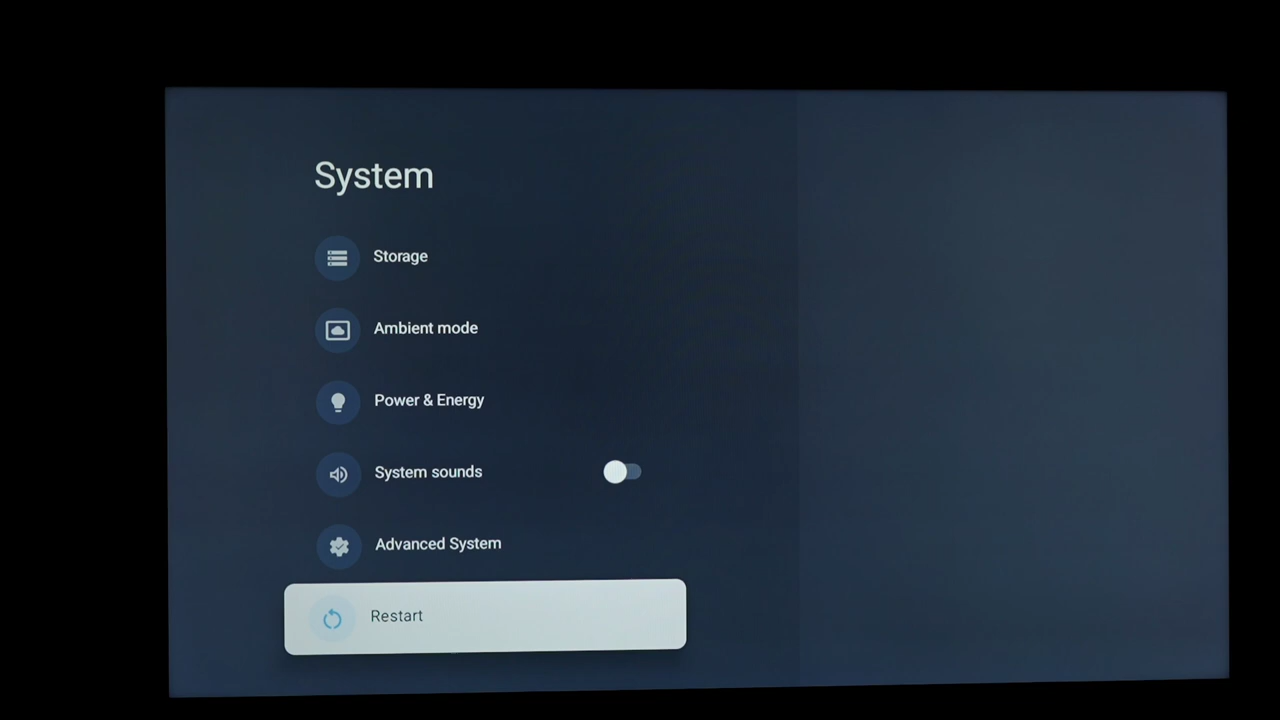 System
Storage
Ambient mode
Power & Energy
System sounds
Advanced System
Restart